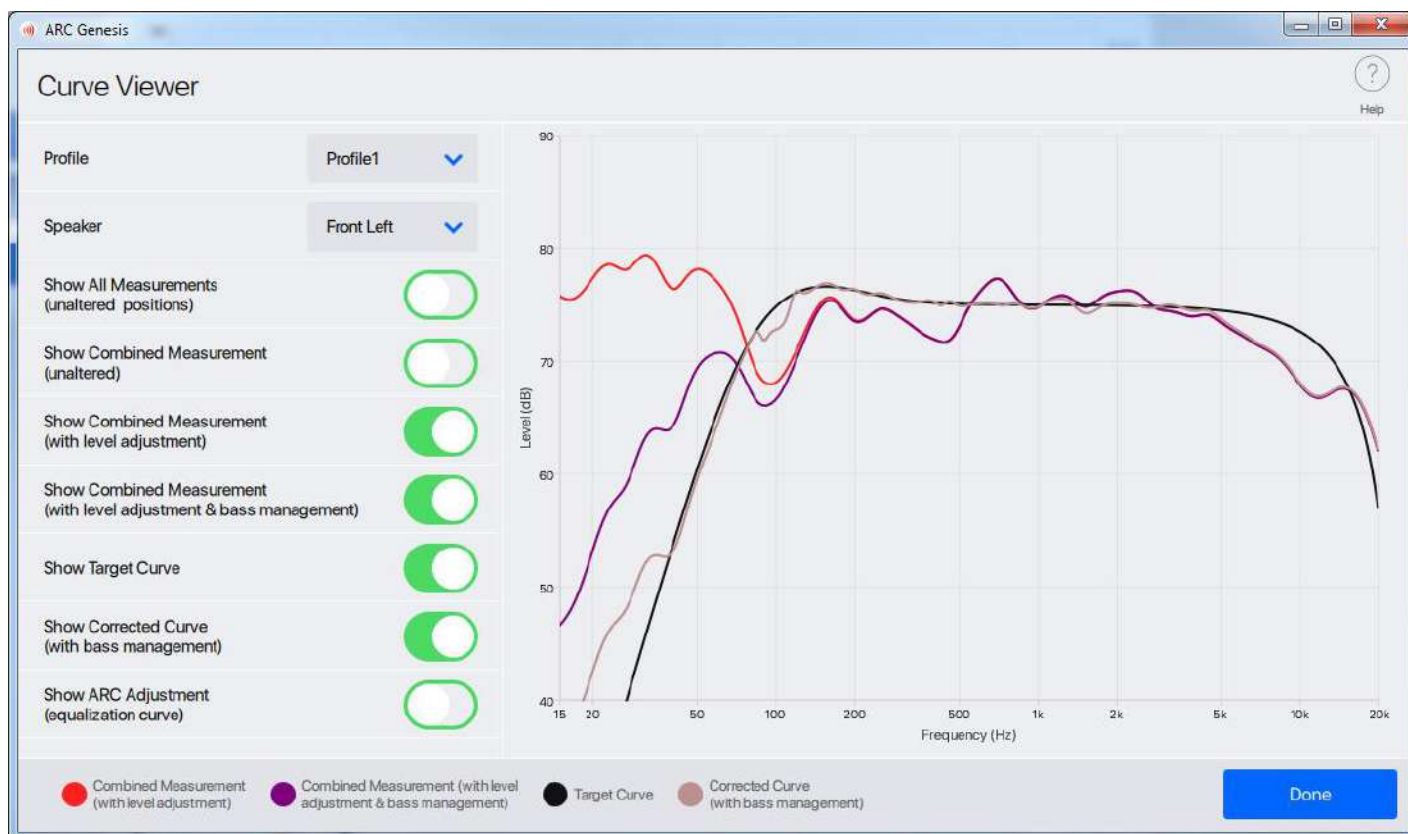 ARC Genesis
Curve Viewer
Help
Profile
Profile1
Speaker
Front Left
Show All Measurements
(unaltered positions)
Show Combined Measurement
(unaltered)
Show Combined Measurement
(with level adjustment)
Show Combined Measurement
(with level adjustment & bass management)
Show Target Curve
Show Corrected Curve
(with bass management)
Show ARC Adjustment
(equalization curve)
90
80
70
60
50
40
Level (dB)
15 20 50 100 200 500 1k 2k 5k 10k 20k
Frequency (Hz)
Combined Measurement
(with level adjustment)
Combined Measurement (with level
adjustment & bass management)
Target Curve
Corrected Curve
(with bass management)
Done